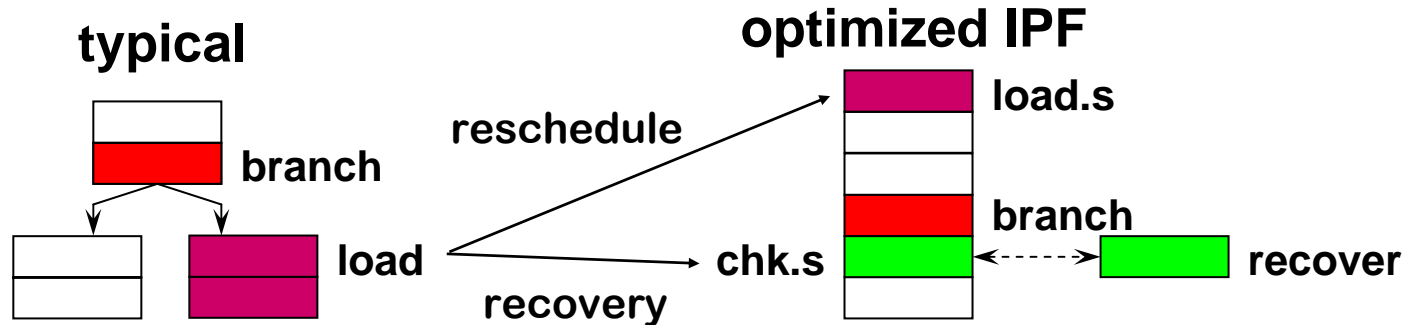 typical
optimized IPF
load.s
reschedule
branch
branch
load
chk.s
recover
recovery